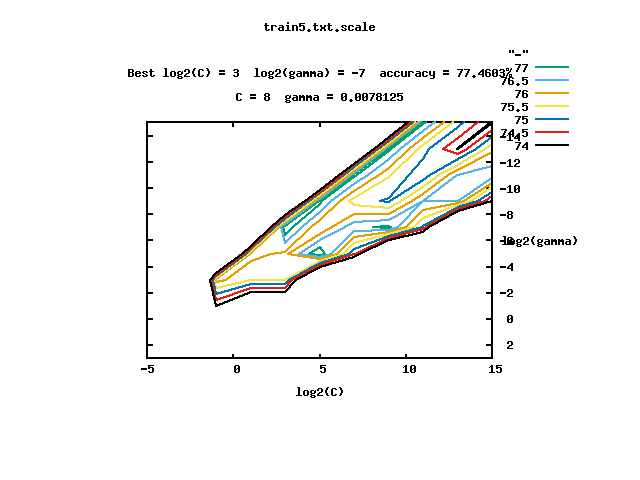 train5.txt.scale
"-"
Best log2(C) = 3  log2(gamma) = -7  accuracy = 77.4603%
77
76.5
C = 8  gamma = 0.0078125
76
75.5
75
74.5
74
-14
-12
-10
-8
-6
log2(gamma)
-4
-2
0
2
-5 0 5 10 15
log2(C)